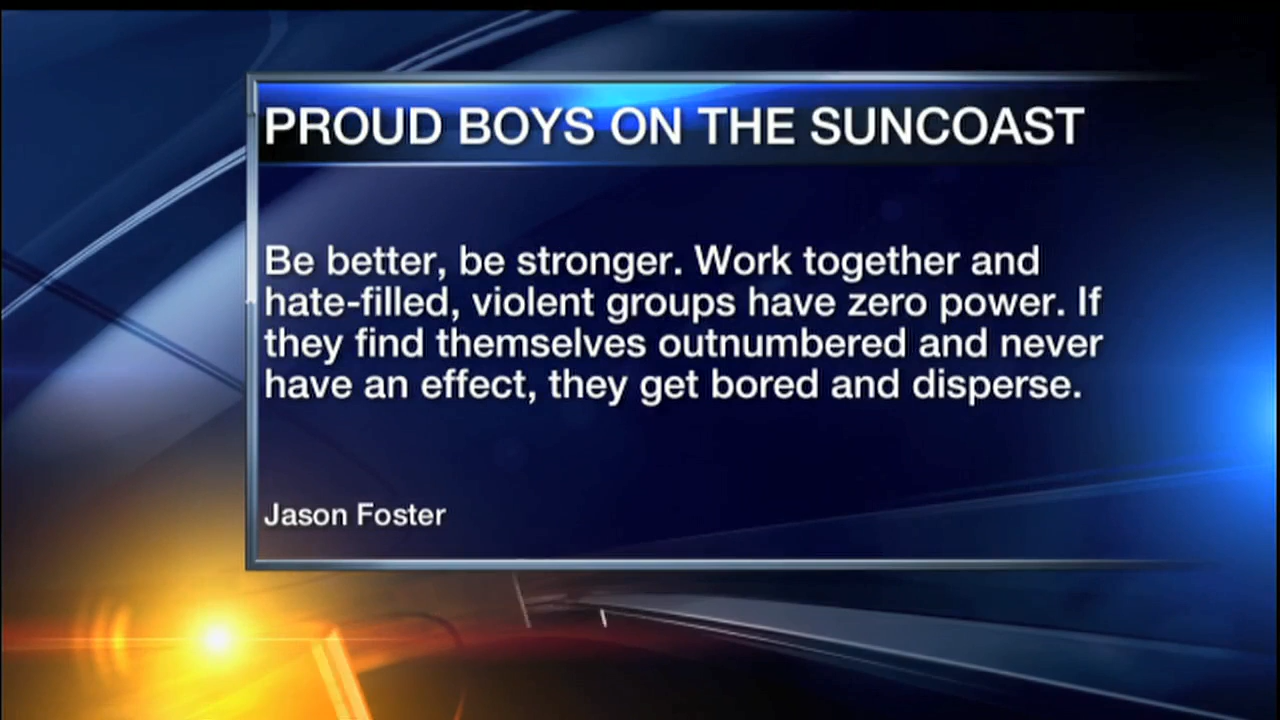 PROUD BOYS ON THE SUNCOAST
Be better, be stronger. Work together and
hate-filled, violent groups have zero power. If
they find themselves outnumbered and never
have an effect, they get bored and disperse.
Jason Foster